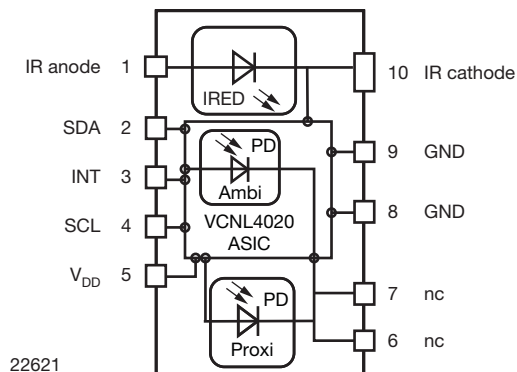 IR anode 1
10 IR cathode
IRED
SDA 2
PD
9 GND
INT 3
Ambi
SCL 4
VCNL4020
ASIC
8 GND
VDD 5
PD
7 nc
Proxi
6 nc
22621